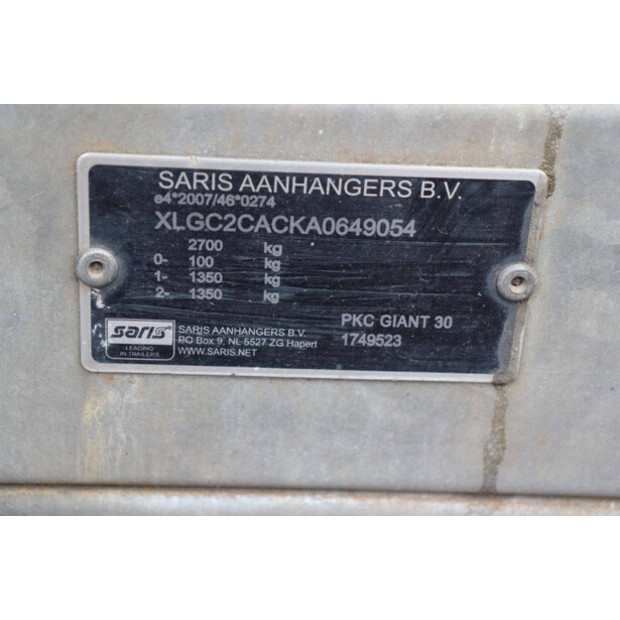 SARIS AANHANGERS B.V.
e4*2007/46*0274
XLGC2CACKA0649054
2700 kg
0- 100 kg
1- 1350 kg
2- 1350 kg
PKC GIANT 30
1749523
saris
LEADING
IN TRAILERS
SARIS AANHANGERS B.V.
PO Box 9, NL-5527 ZG Hapert
WWW.SARIS.NET